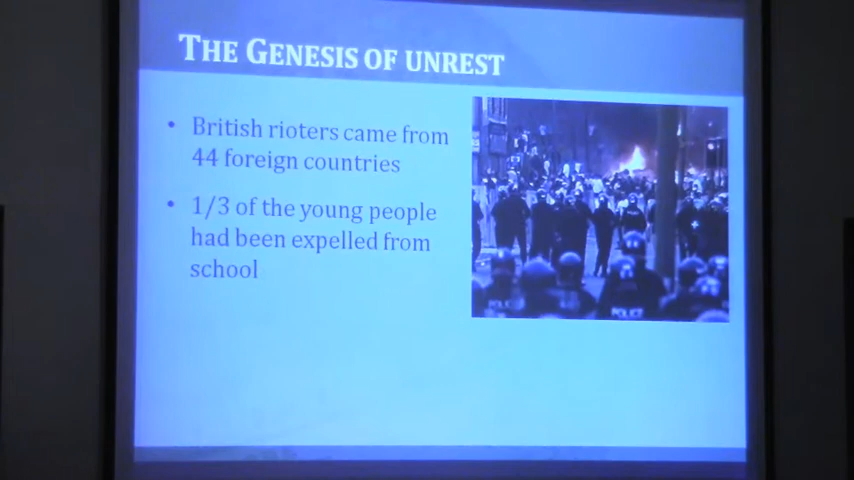 THE GENESIS OF UNREST
• British rioters came from
44 foreign countries
• 1/3 of the young people
had been expelled from
school
POLICE